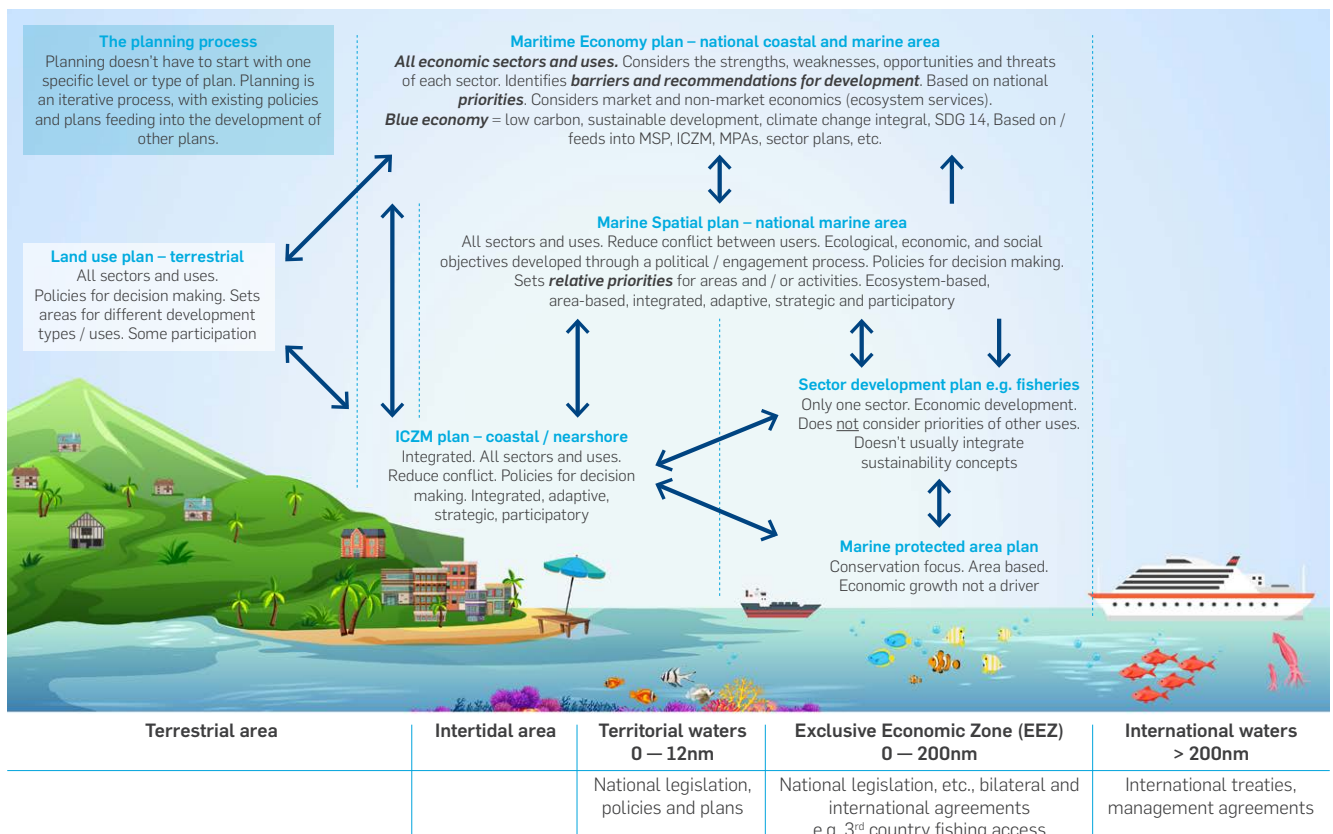 The planning process
Planning doesn't have to start with one
specific level or type of plan. Planning is
an iterative process, with existing policies
and plans feeding into the development of
other plans.
Maritime Economy plan – national coastal and marine area
All economic sectors and uses. Considers the strengths, weaknesses, opportunities and threats
of each sector. Identifies barriers and recommendations for development. Based on national
priorities. Considers market and non-market economics (ecosystem services).
Blue economy = low carbon, sustainable development, climate change integral, SDG 14, Based on /
feeds into MSP, ICZM, MPAs, sector plans, etc.
Marine Spatial plan – national marine area
All sectors and uses. Reduce conflict between users. Ecological, economic, and social
objectives developed through a political / engagement process. Policies for decision making.
Sets relative priorities for areas and / or activities. Ecosystem-based,
area-based, integrated, adaptive, strategic and participatory
Land use plan – terrestrial
All sectors and uses.
Policies for decision making. Sets
areas for different development
types / uses. Some participation
Sector development plan e.g. fisheries
Only one sector. Economic development.
Does not consider priorities of other uses.
Doesn't usually integrate
sustainability concepts
ICZM plan – coastal / nearshore
Integrated. All sectors and uses.
Reduce conflict. Policies for decision
making. Integrated, adaptive,
strategic, participatory
Marine protected area plan
Conservation focus. Area based.
Economic growth not a driver
Terrestrial area
Intertidal area
Territorial waters
0 — 12nm
Exclusive Economic Zone (EEZ)
0 — 200nm
International waters
> 200nm
National legislation,
policies and plans
National legislation, etc., bilateral and
international agreements
e.g. 3rd country fishing access
International treaties,
management agreements